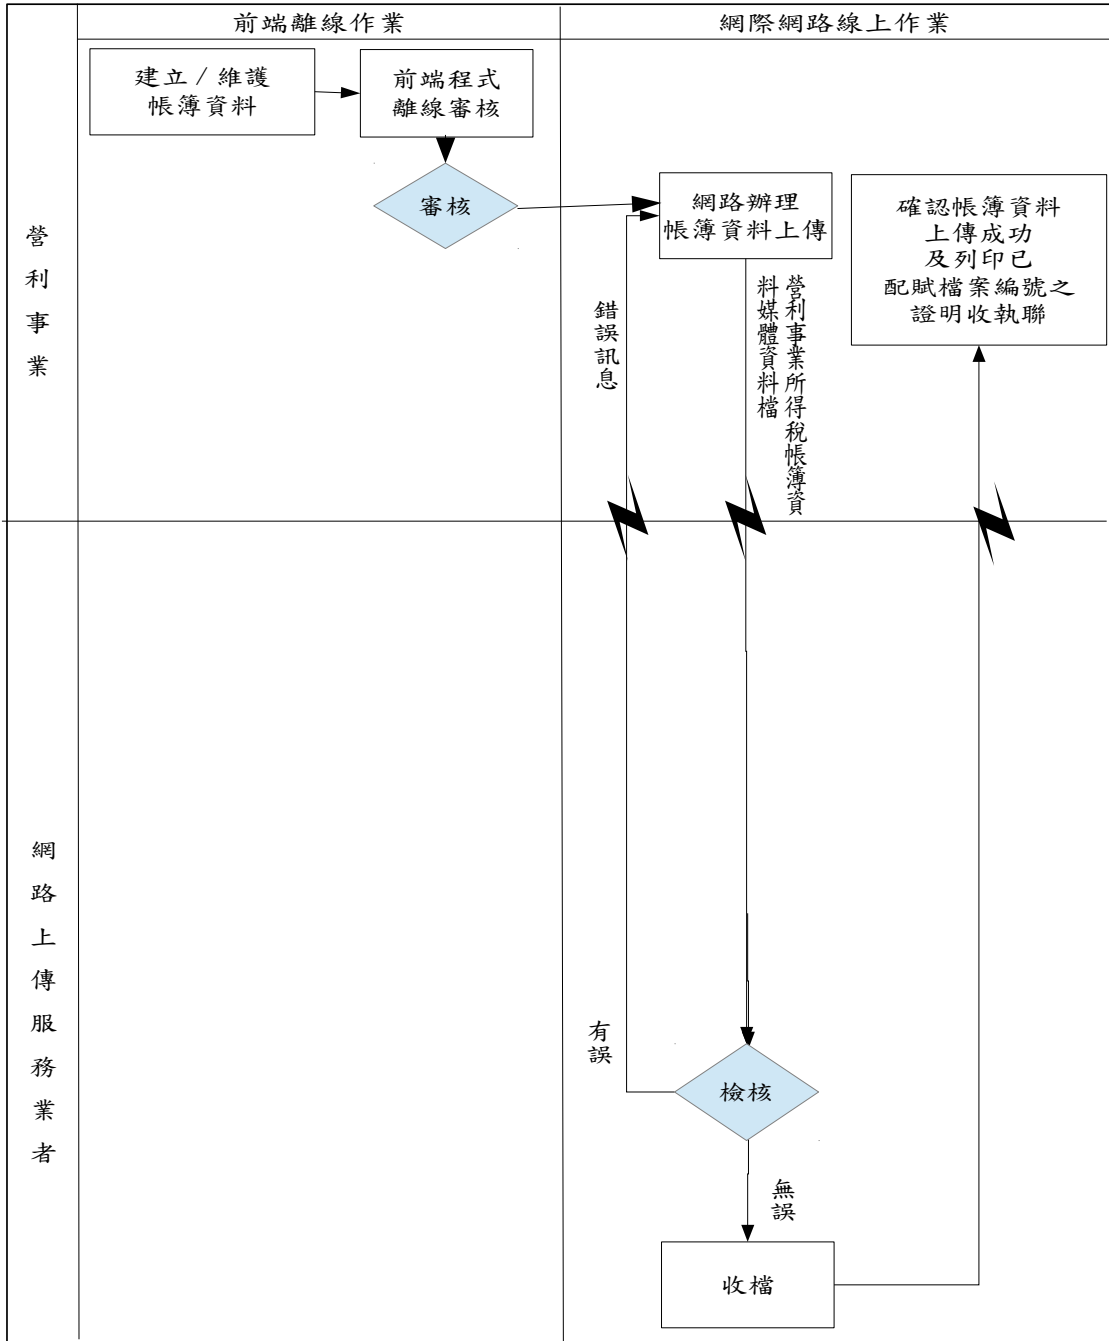 前端離線作業
網際網路線上作業
營利事業
建立／維護
帳簿資料
前端程式
離線審核
審核
網路辦理
帳簿資料上傳
確認帳簿資料
上傳成功
及列印已
配賦檔案編號之
證明收執聯
錯誤訊息
營利事業所得稅帳簿資
料媒體資料檔
網路上傳服務業者
有誤
檢核
無誤
收檔